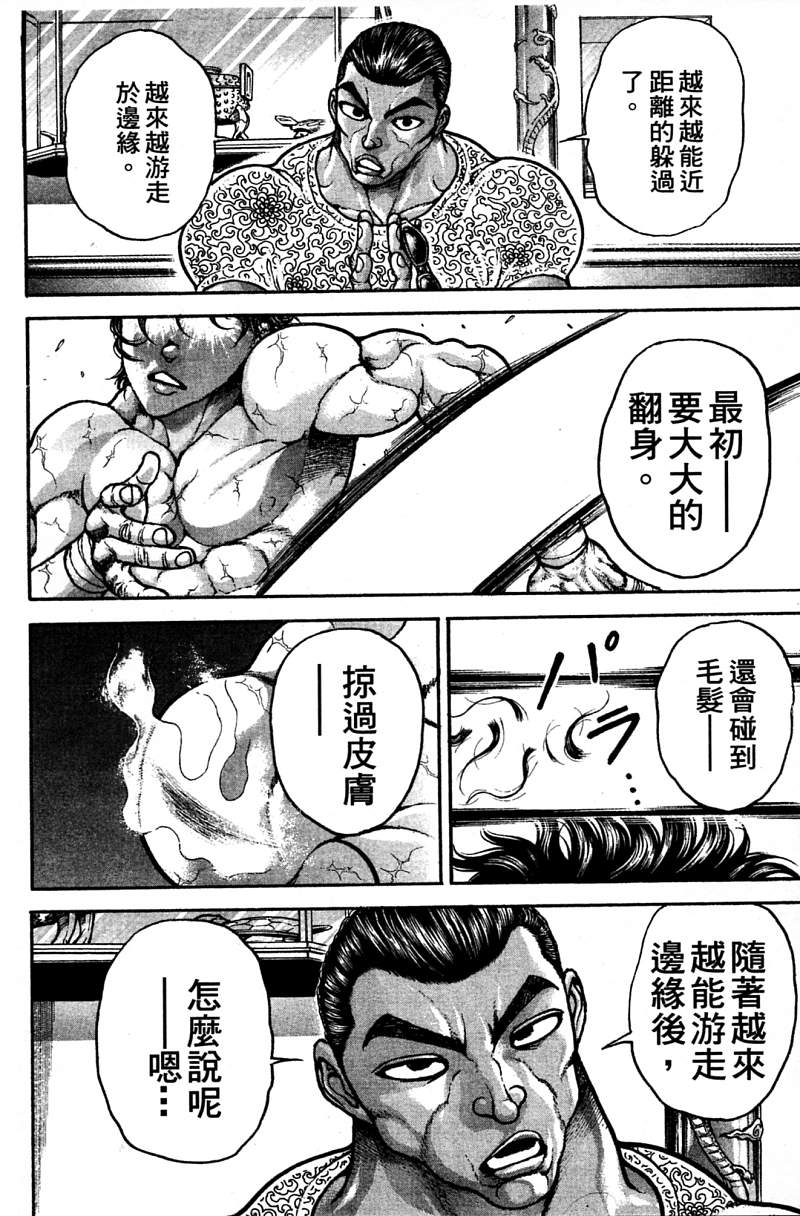 越來越能近
距離的躲過
了。
越來越游走
於邊緣。
最初——
要大大的
翻身。
還會碰到
毛髮——
パ
ラ…
掠過皮膚
——
隨著越來
越能游走
邊緣後，
怎麼說呢
——嗯…